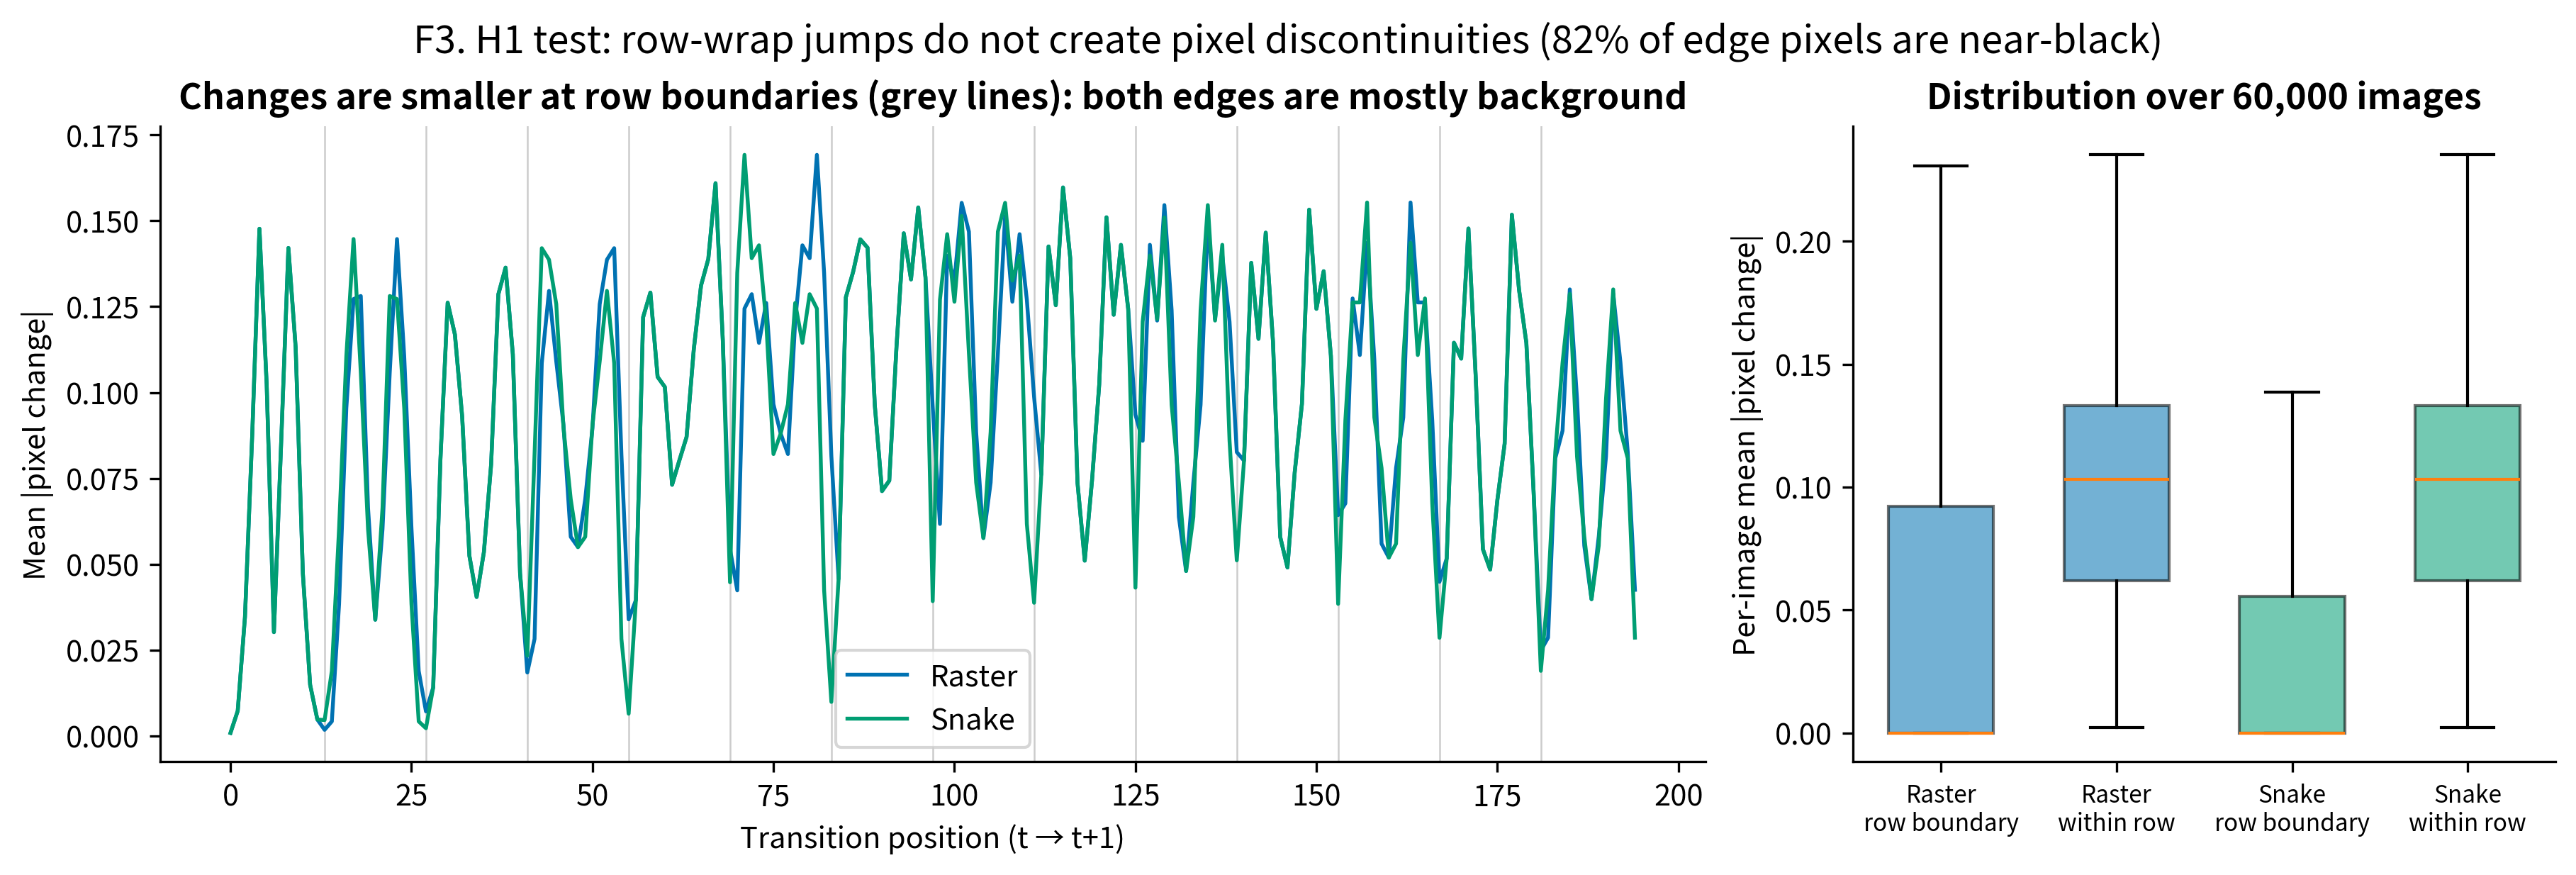 F3. H1 test: row-wrap jumps do not create pixel discontinuities (82% of edge pixels are near-black)
Changes are smaller at row boundaries (grey lines): both edges are mostly background
Mean |pixel change|
0.175
0.150
0.125
0.100
0.075
0.050
0.025
0.000
Raster
Snake
0
25
50
75
100
125
150
175
200
Transition position (t → t+1)
Distribution over 60,000 images
Per-image mean |pixel change|
0.20
0.15
0.10
0.05
0.00
Raster
row boundary
Raster
within row
Snake
row boundary
Snake
within row